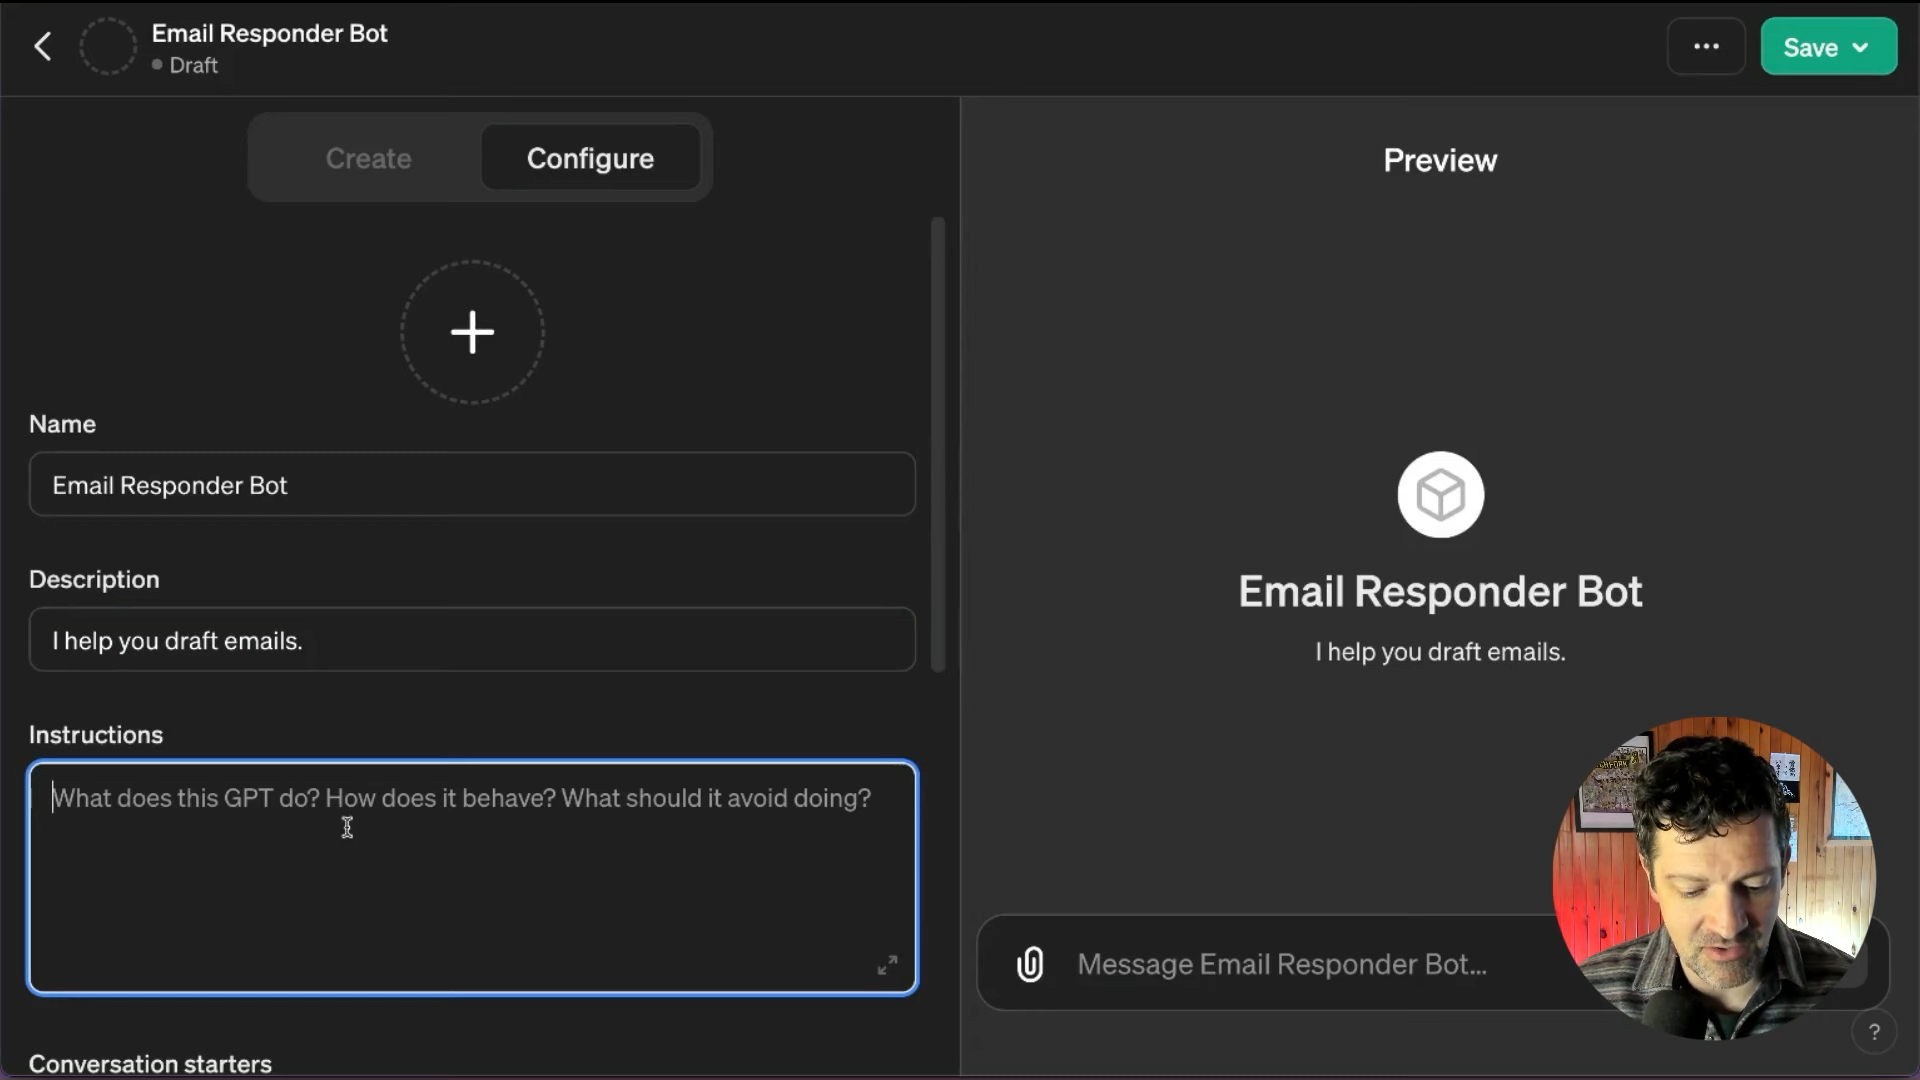 Email Responder Bot
Draft
Save
Create
Configure
Preview
Name
Email Responder Bot
Description
I help you draft emails.
Instructions
What does this GPT do? How does it behave? What should it avoid doing?
Conversation starters
Email Responder Bot
I help you draft emails.
Message Email Responder Bot...
?